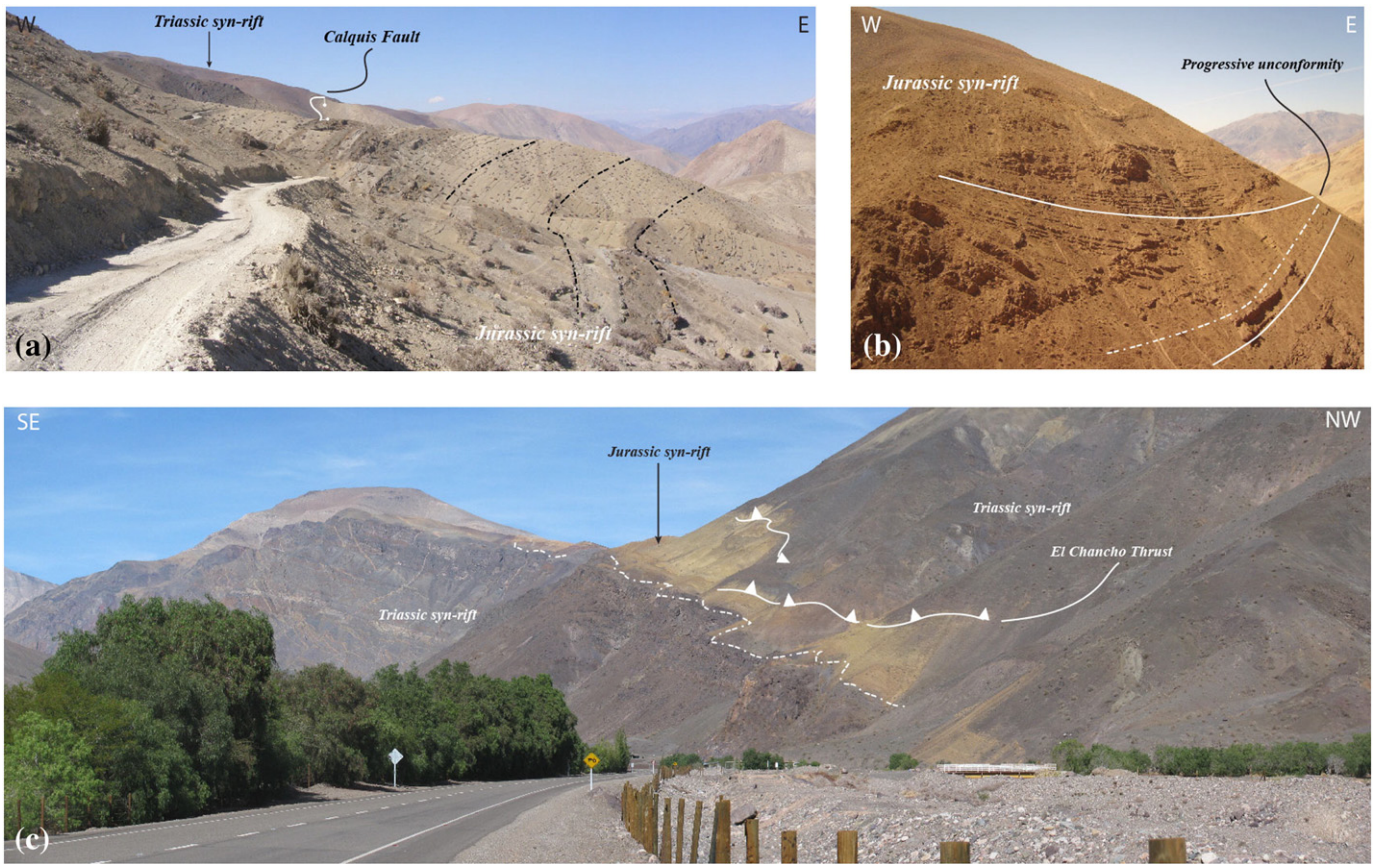 W
Triassic syn-rift
Calquis Fault
E
Jurassic syn-rift
(a)
W
E
Progressive unconformity
Jurassic syn-rift
(b)
SE
NW
Jurassic syn-rift
Triassic syn-rift
El Chancho Thrust
Triassic syn-rift
(c)